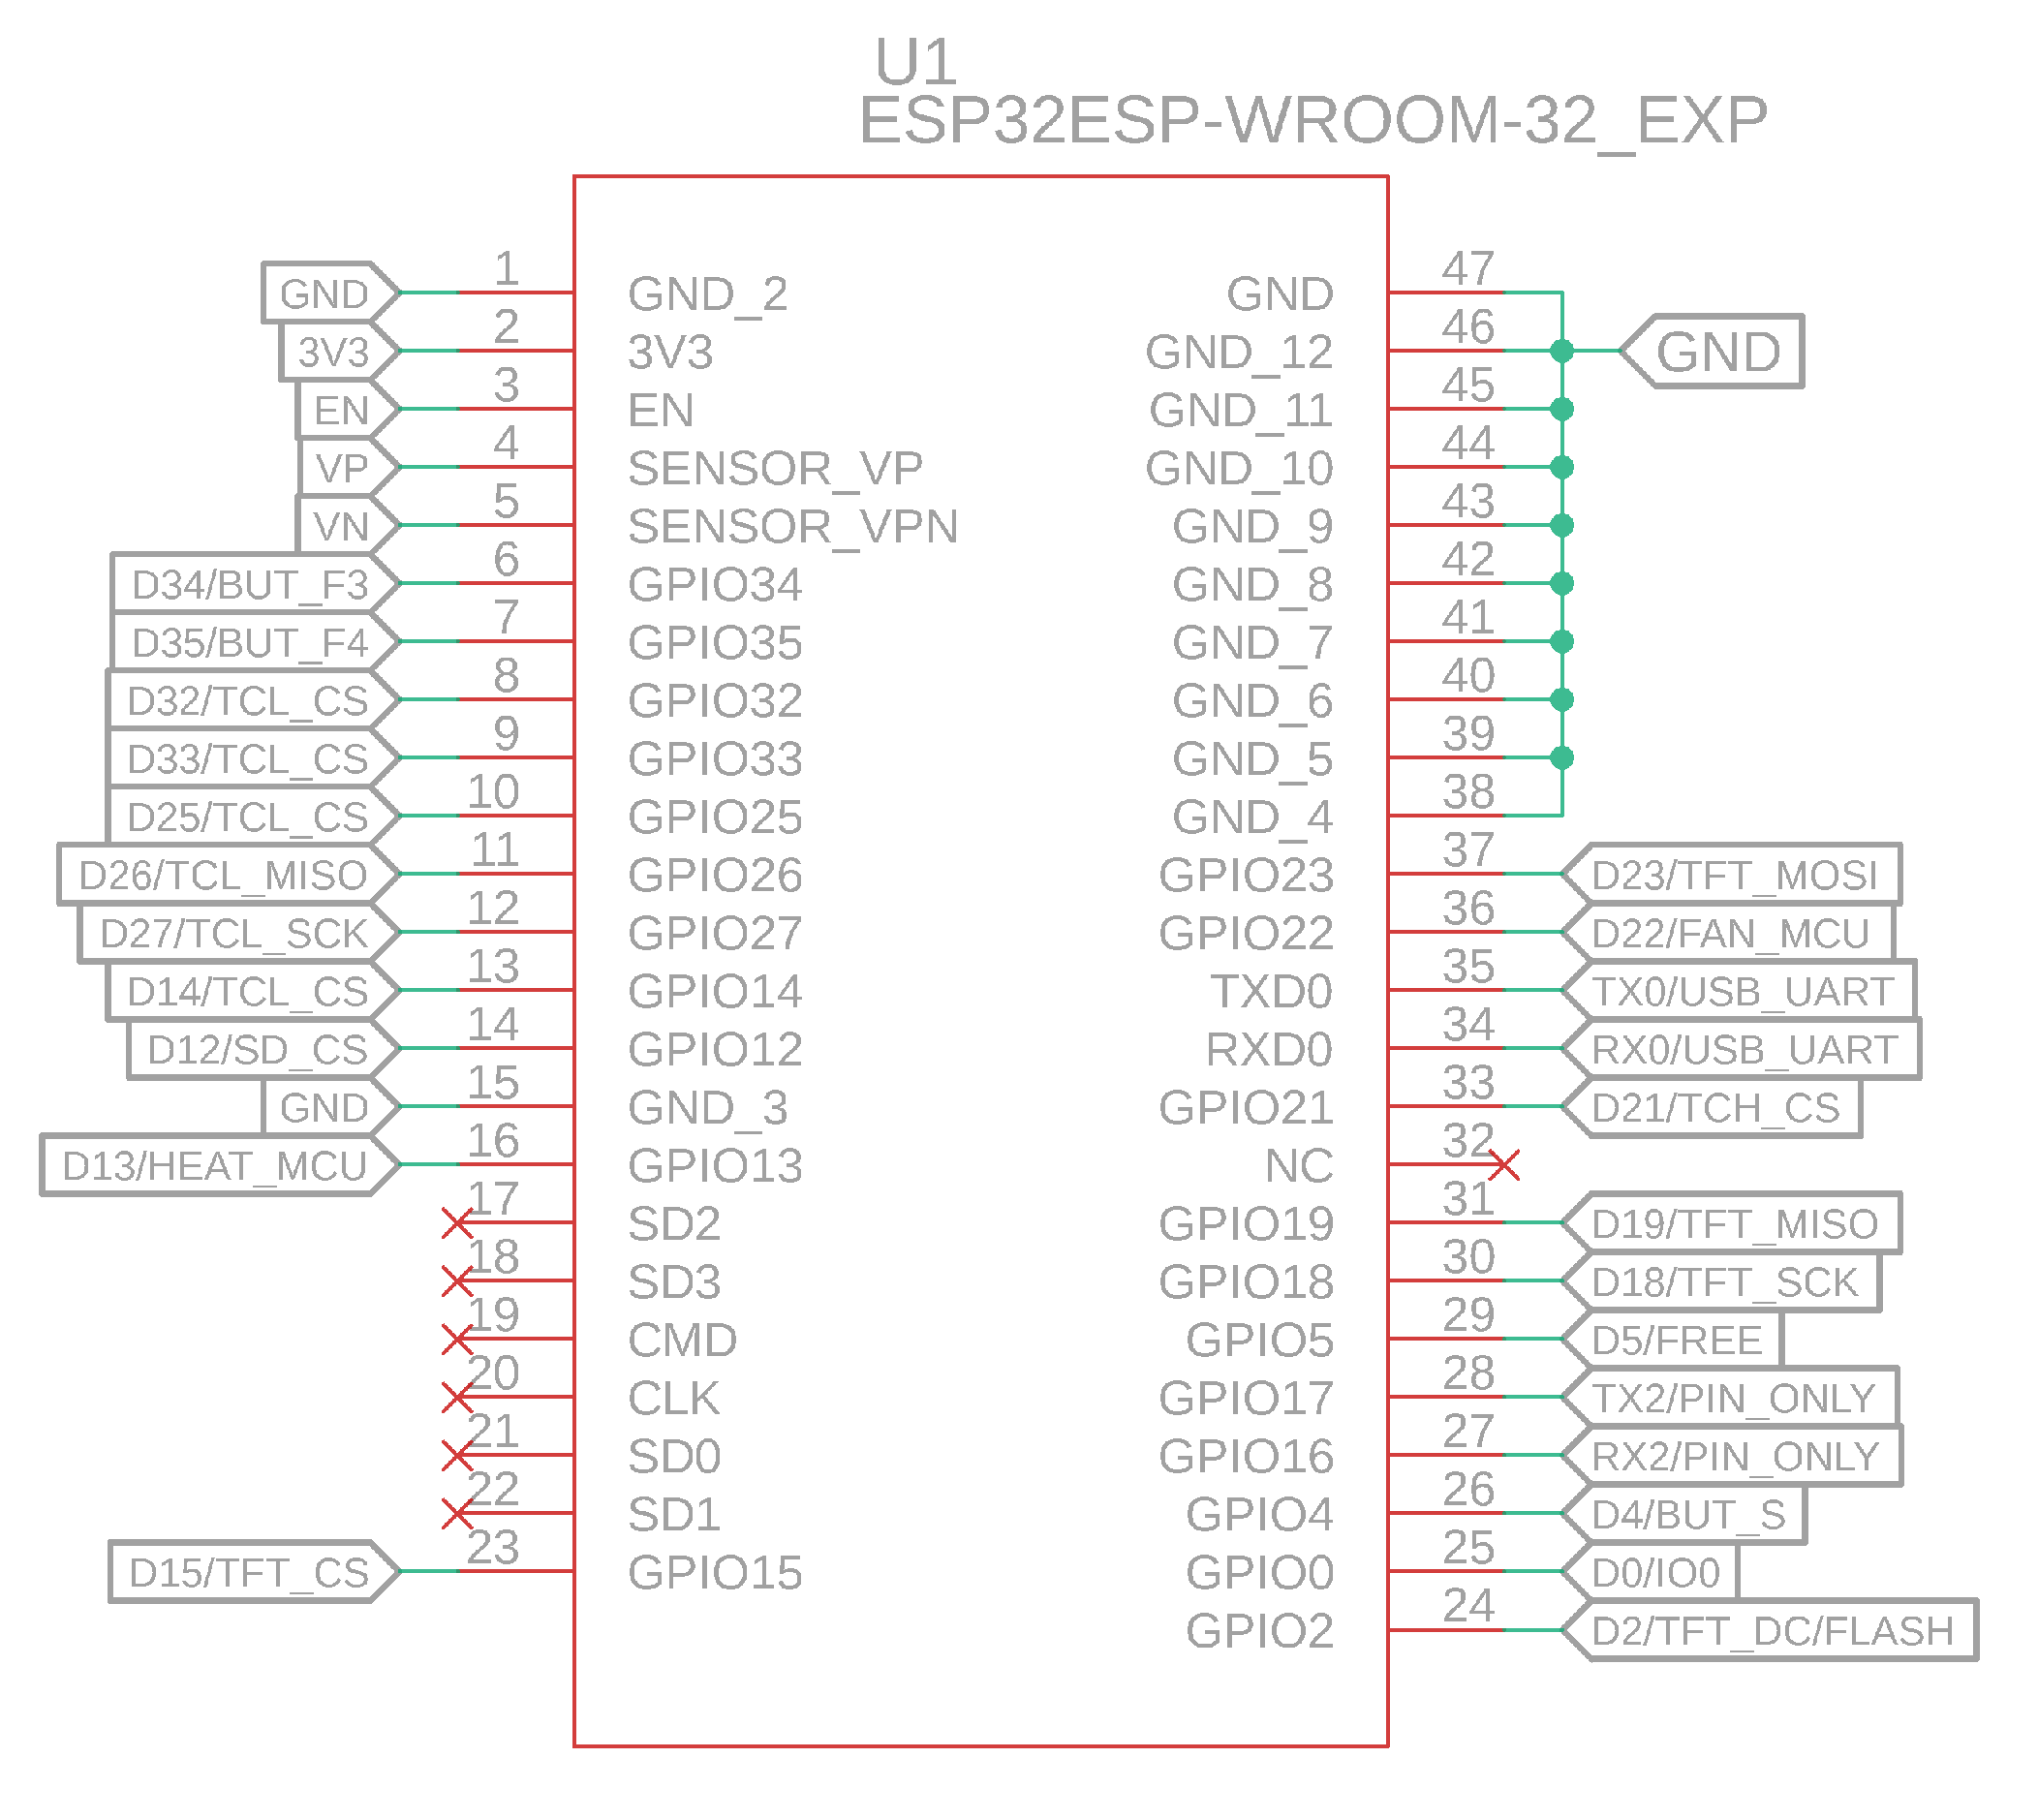 U1
ESP32ESP-WROOM-32_EXP
GND 1 GND_2 GND 47
3V3 2 3V3 GND_12 46 GND
EN 3 EN GND_11 45
VP 4 SENSOR_VP GND_10 44
VN 5 SENSOR_VPN GND_9 43
D34/BUT_F3 6 GPIO34 GND_8 42
D35/BUT_F4 7 GPIO35 GND_7 41
D32/TCL_CS 8 GPIO32 GND_6 40
D33/TCL_CS 9 GPIO33 GND_5 39
D25/TCL_CS 10 GPIO25 GND_4 38
D26/TCL_MISO 11 GPIO26 GPIO23 37 D23/TFT_MOSI
D27/TCL_SCK 12 GPIO27 GPIO22 36 D22/FAN_MCU
D14/TCL_CS 13 GPIO14 TXD0 35 TX0/USB_UART
D12/SD_CS 14 GPIO12 RXD0 34 RX0/USB_UART
GND 15 GND_3 GPIO21 33 D21/TCH_CS
D13/HEAT_MCU 16 GPIO13 NC 32
17 SD2 GPIO19 31 D19/TFT_MISO
18 SD3 GPIO18 30 D18/TFT_SCK
19 CMD GPIO5 29 D5/FREE
20 CLK GPIO17 28 TX2/PIN_ONLY
21 SD0 GPIO16 27 RX2/PIN_ONLY
22 SD1 GPIO4 26 D4/BUT_S
D15/TFT_CS 23 GPIO15 GPIO0 25 D0/IO0
GPIO2 24 D2/TFT_DC/FLASH